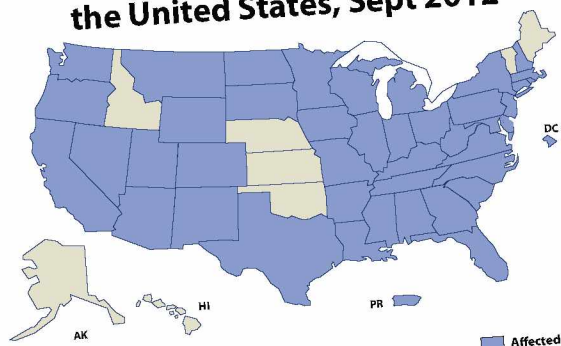 the United States, Sept 2012
DC
HI
PR
AK
Affected